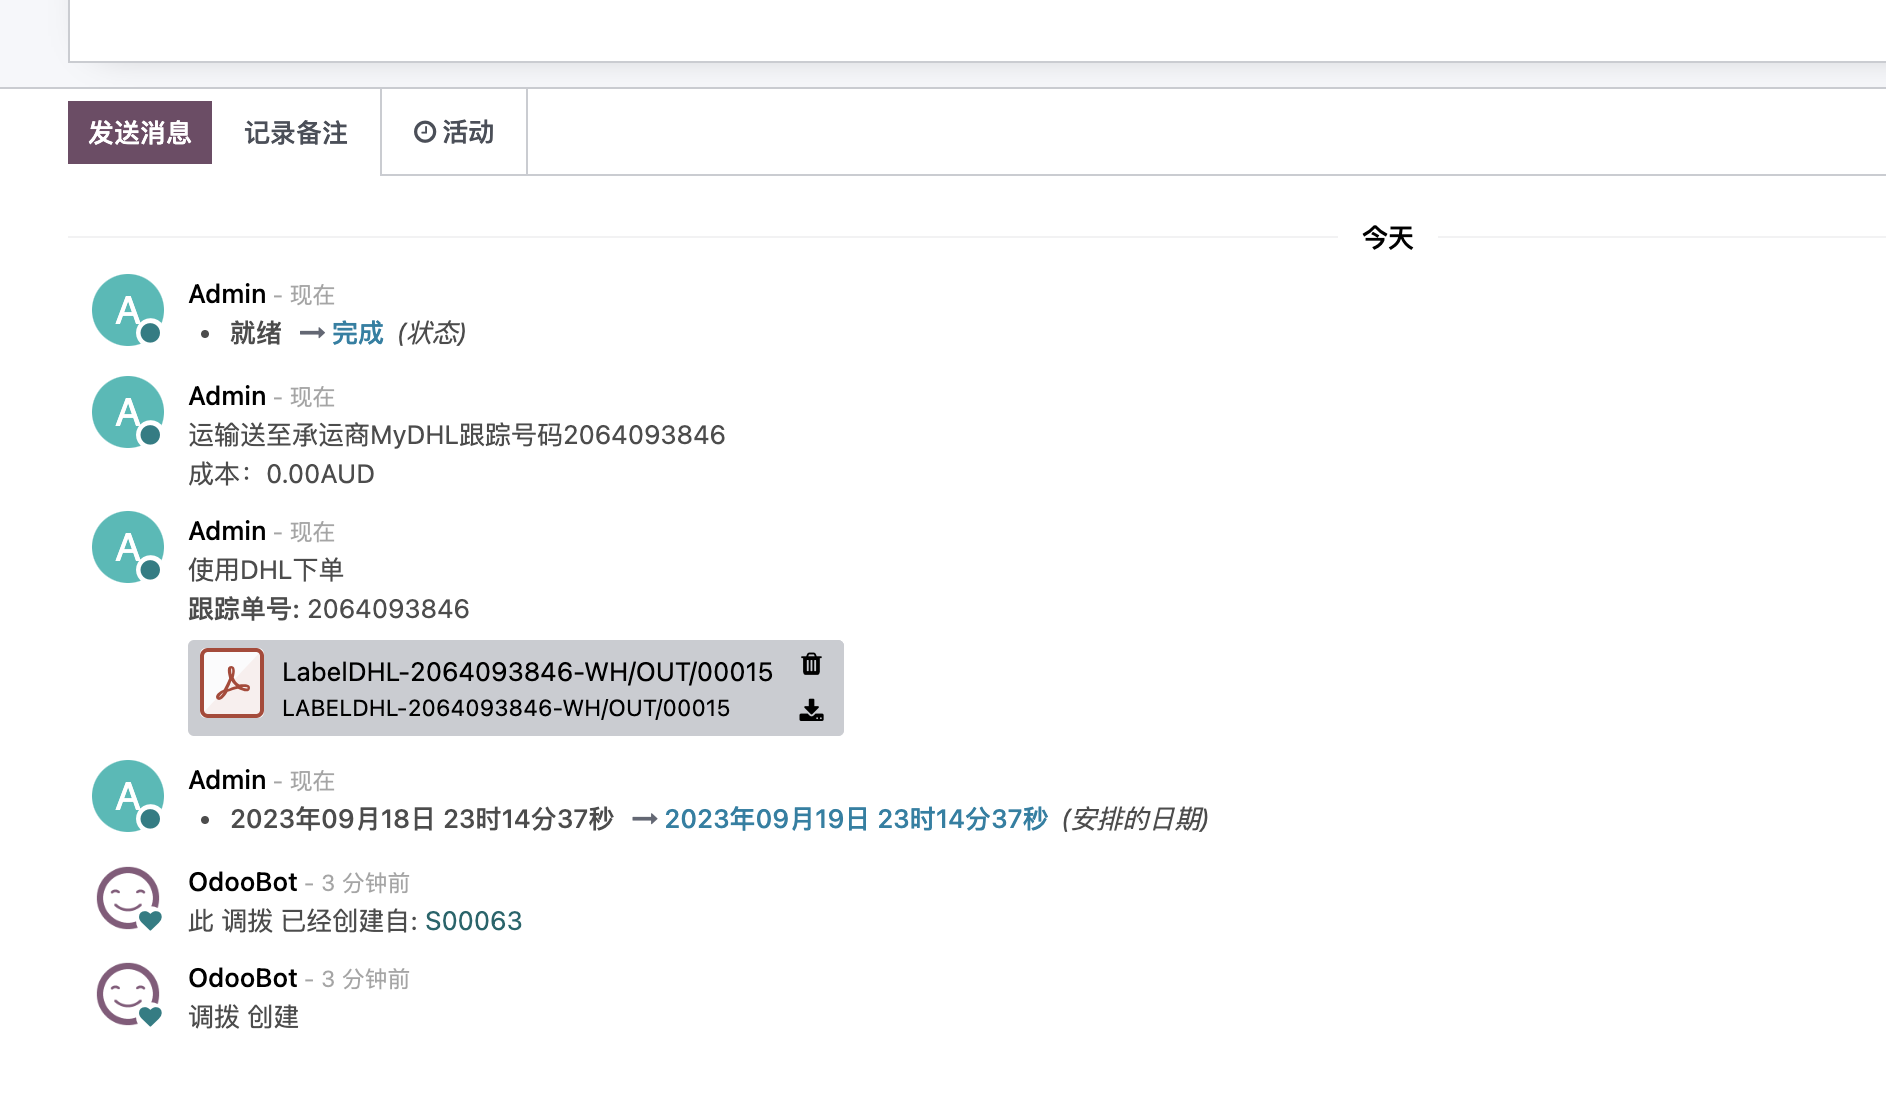 发送消息 记录备注 活动
今天
Admin - 现在
• 就绪 → 完成 (状态)
Admin - 现在
运输送至承运商MyDHL跟踪号码2064093846
成本：0.00AUD
Admin - 现在
使用DHL下单
跟踪单号: 2064093846
LabelDHL-2064093846-WH/OUT/00015
LABELDHL-2064093846-WH/OUT/00015
Admin - 现在
• 2023年09月18日 23时14分37秒 → 2023年09月19日 23时14分37秒 (安排的日期)
OdooBot - 3 分钟前
此 调拨 已经创建自: S00063
OdooBot - 3 分钟前
调拨 创建